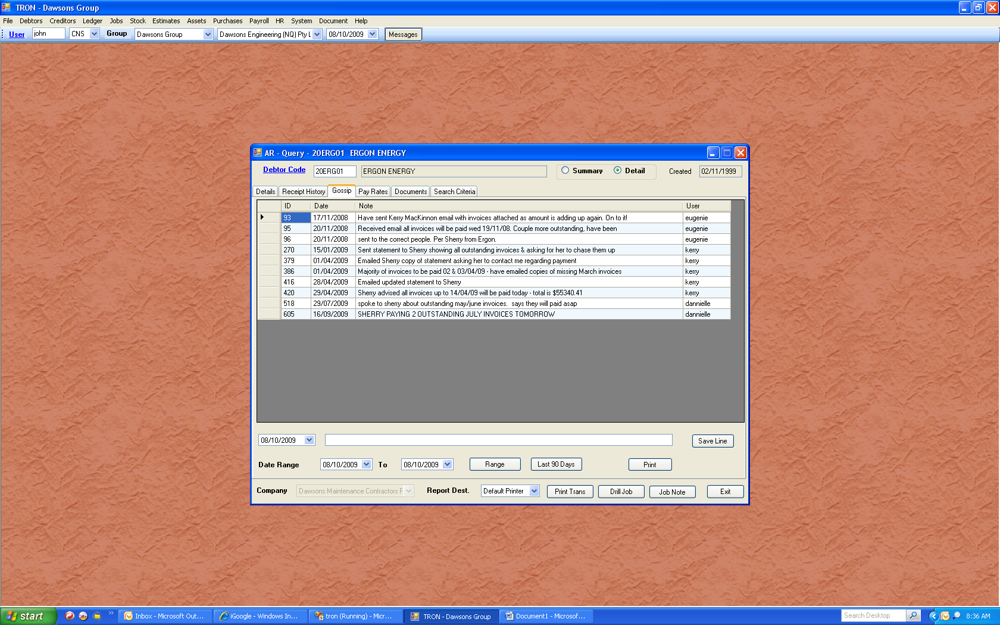 TRON - Dawsons Group
File Debtors Creditors Ledger Jobs Stock Estimates Assets Purchases Payroll HR System Document Help
User john CNS Group Dawsons Group Dawsons Engineering (NQ) Pty L 08/10/2009 Messages
AR - Query - 20ERG01 ERGON ENERGY
Debtor Code 20ERG01 ERGON ENERGY Summary Detail Created 02/11/1999
Details Receipt History Gossip Pay Rates Documents Search Criteria
ID Date Note User
93 17/11/2008 Have sent Kerry MacKinnon email with invoices attached as amount is adding up again. On to it! eugenie
95 20/11/2008 Received email all invoices will be paid wed 19/11/08. Couple more outstanding, have been eugenie
96 20/11/2008 sent to the correct people. Per Sherry from Ergon. eugenie
270 15/01/2009 Sent statement to Sherry showing all outstanding invoices & asking for her to chase them up kerry
379 01/04/2009 Emailed Sherry copy of statement asking her to contact me regarding payment kerry
386 01/04/2009 Majority of invoices to be paid 02 & 03/04/09 - have emailed copies of missing March invoices kerry
416 28/04/2009 Emailed updated statement to Sherry kerry
420 29/04/2009 Sherry advised all invoices up to 14/04/09 will be paid today - total is $55340.41 kerry
518 29/07/2009 spoke to sherry about outstanding may/june invoices. says they will paid asap dannielle
605 16/09/2009 SHERRY PAYING 2 OUTSTANDING JULY INVOICES TOMORROW dannielle
08/10/2009 Save Line
Date Range 08/10/2009 To 08/10/2009 Range Last 90 Days Print
Company Dawsons Maintenance Contractors P Report Dest. Default Printer Print Trans Drill Job Job Note Exit
start Inbox - Microsoft Out... iGoogle - Windows In... tron (Running) - Micr... TRON - Dawsons Group Document1 - Microsof... Search Desktop 8:36 AM